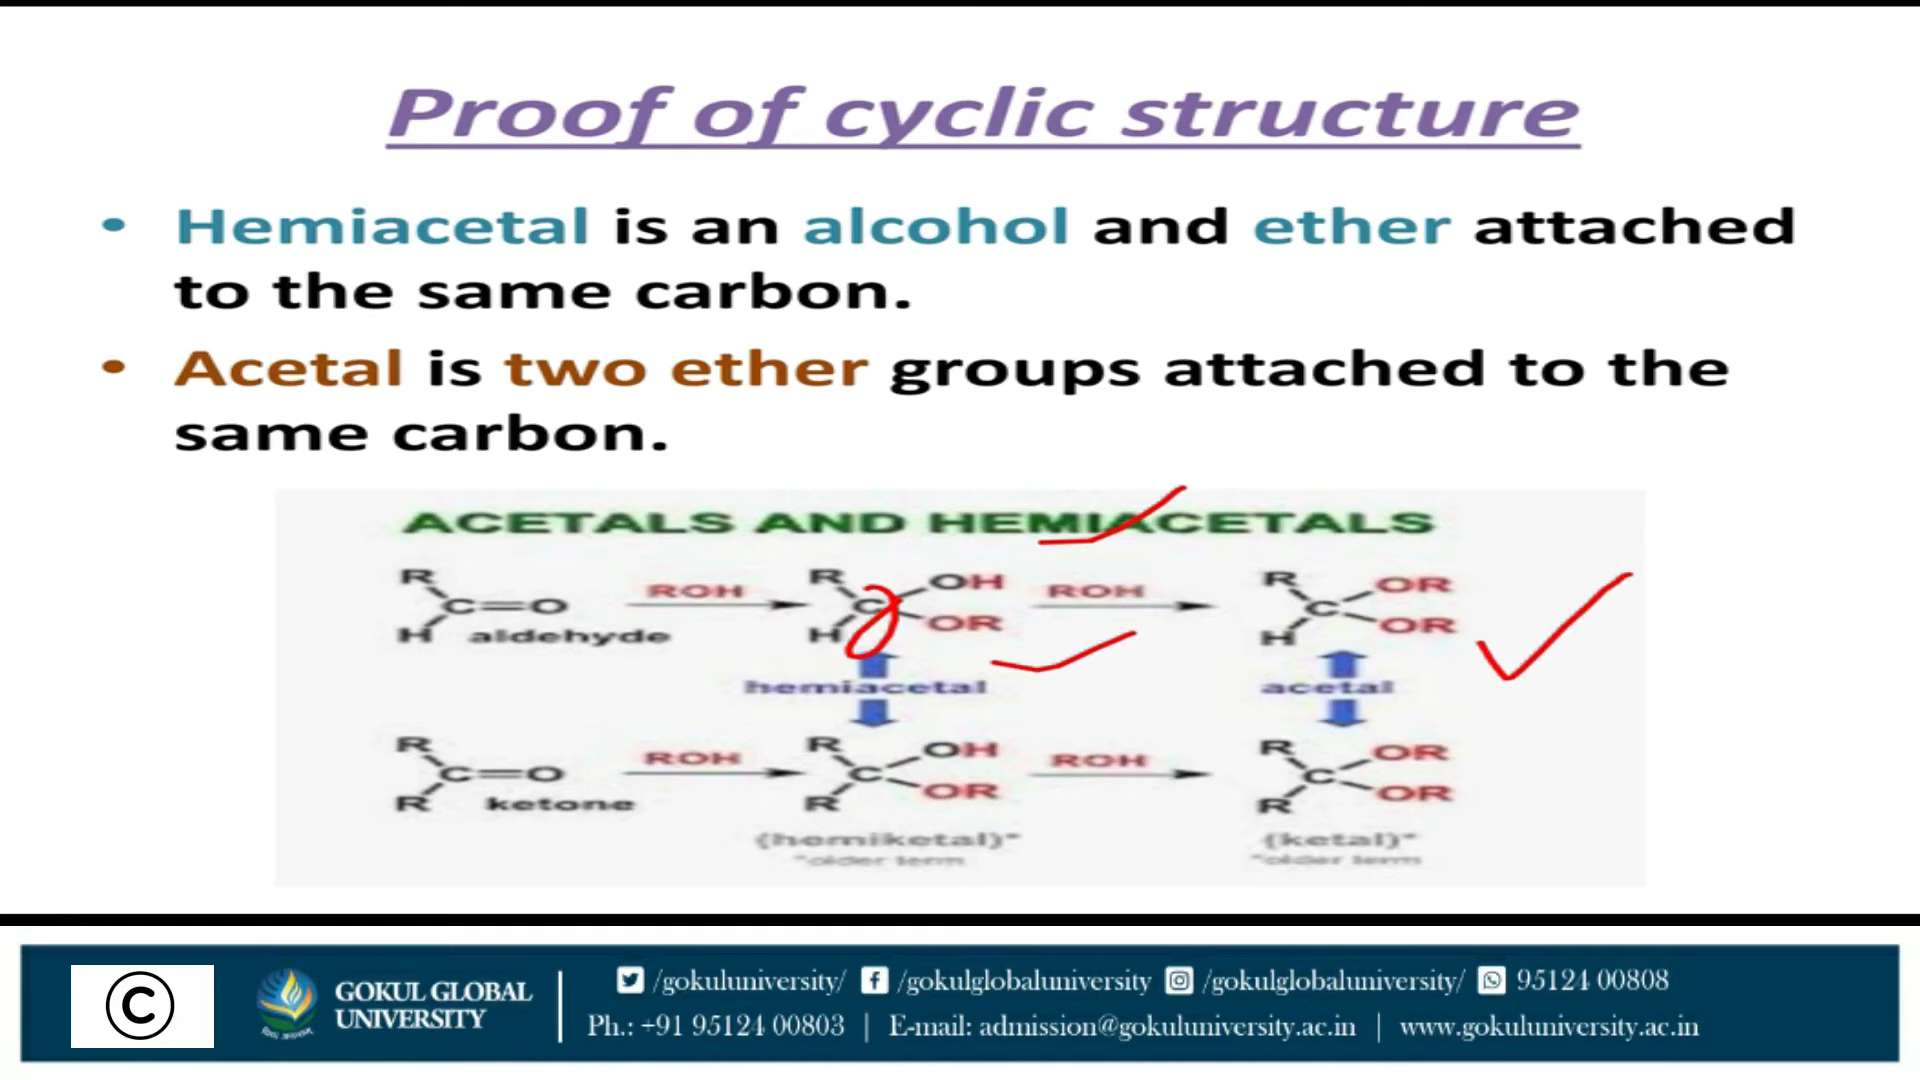 Proof of cyclic structure
• Hemiacetal is an alcohol and ether attached
to the same carbon.
• Acetal is two ether groups attached to the
same carbon.
ACETALS AND HEMIACETALS
R OH R OR
R C=O ROH C ROH C
H aldehyde H OR H OR
hemiacetal acetal
R R OH R OR
C=O ROH C ROH C
R ketone R OR R OR
(hemiketal)* (ketal)*
*older term *older term
© GOKUL GLOBAL UNIVERSITY
/gokuluniversity/ /gokulglobaluniversity /gokulglobaluniversity/ 95124 00808
Ph.: +91 95124 00803 | E-mail: admission@gokuluniversity.ac.in | www.gokuluniversity.ac.in